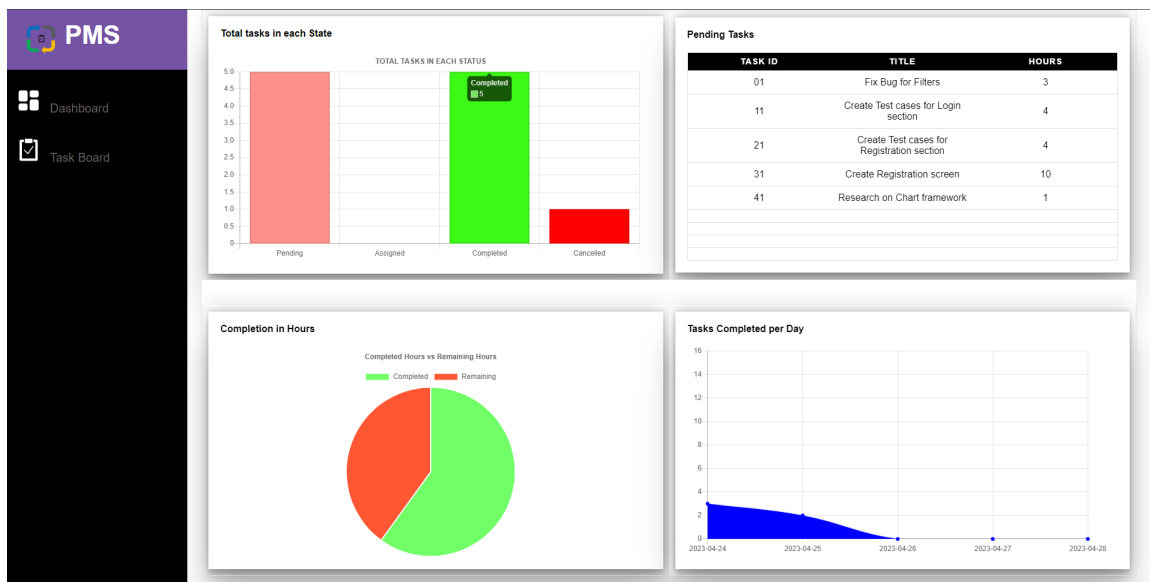 PMS
Dashboard
Task Board
Total tasks in each State
TOTAL TASKS IN EACH STATUS
5.0
4.5
4.0
3.5
3.0
2.5
2.0
1.5
1.0
0.5
0
Completed
5
Pending Assigned Completed Cancelled
Pending Tasks
TASK ID TITLE HOURS
01 Fix Bug for Filters 3
11 Create Test cases for Login section 4
21 Create Test cases for Registration section 4
31 Create Registration screen 10
41 Research on Chart framework 1
Completion in Hours
Completed Hours vs Remaining Hours
Completed Remaining
Tasks Completed per Day
16
14
12
10
8
6
4
2
0
2023-04-24 2023-04-25 2023-04-26 2023-04-27 2023-04-28